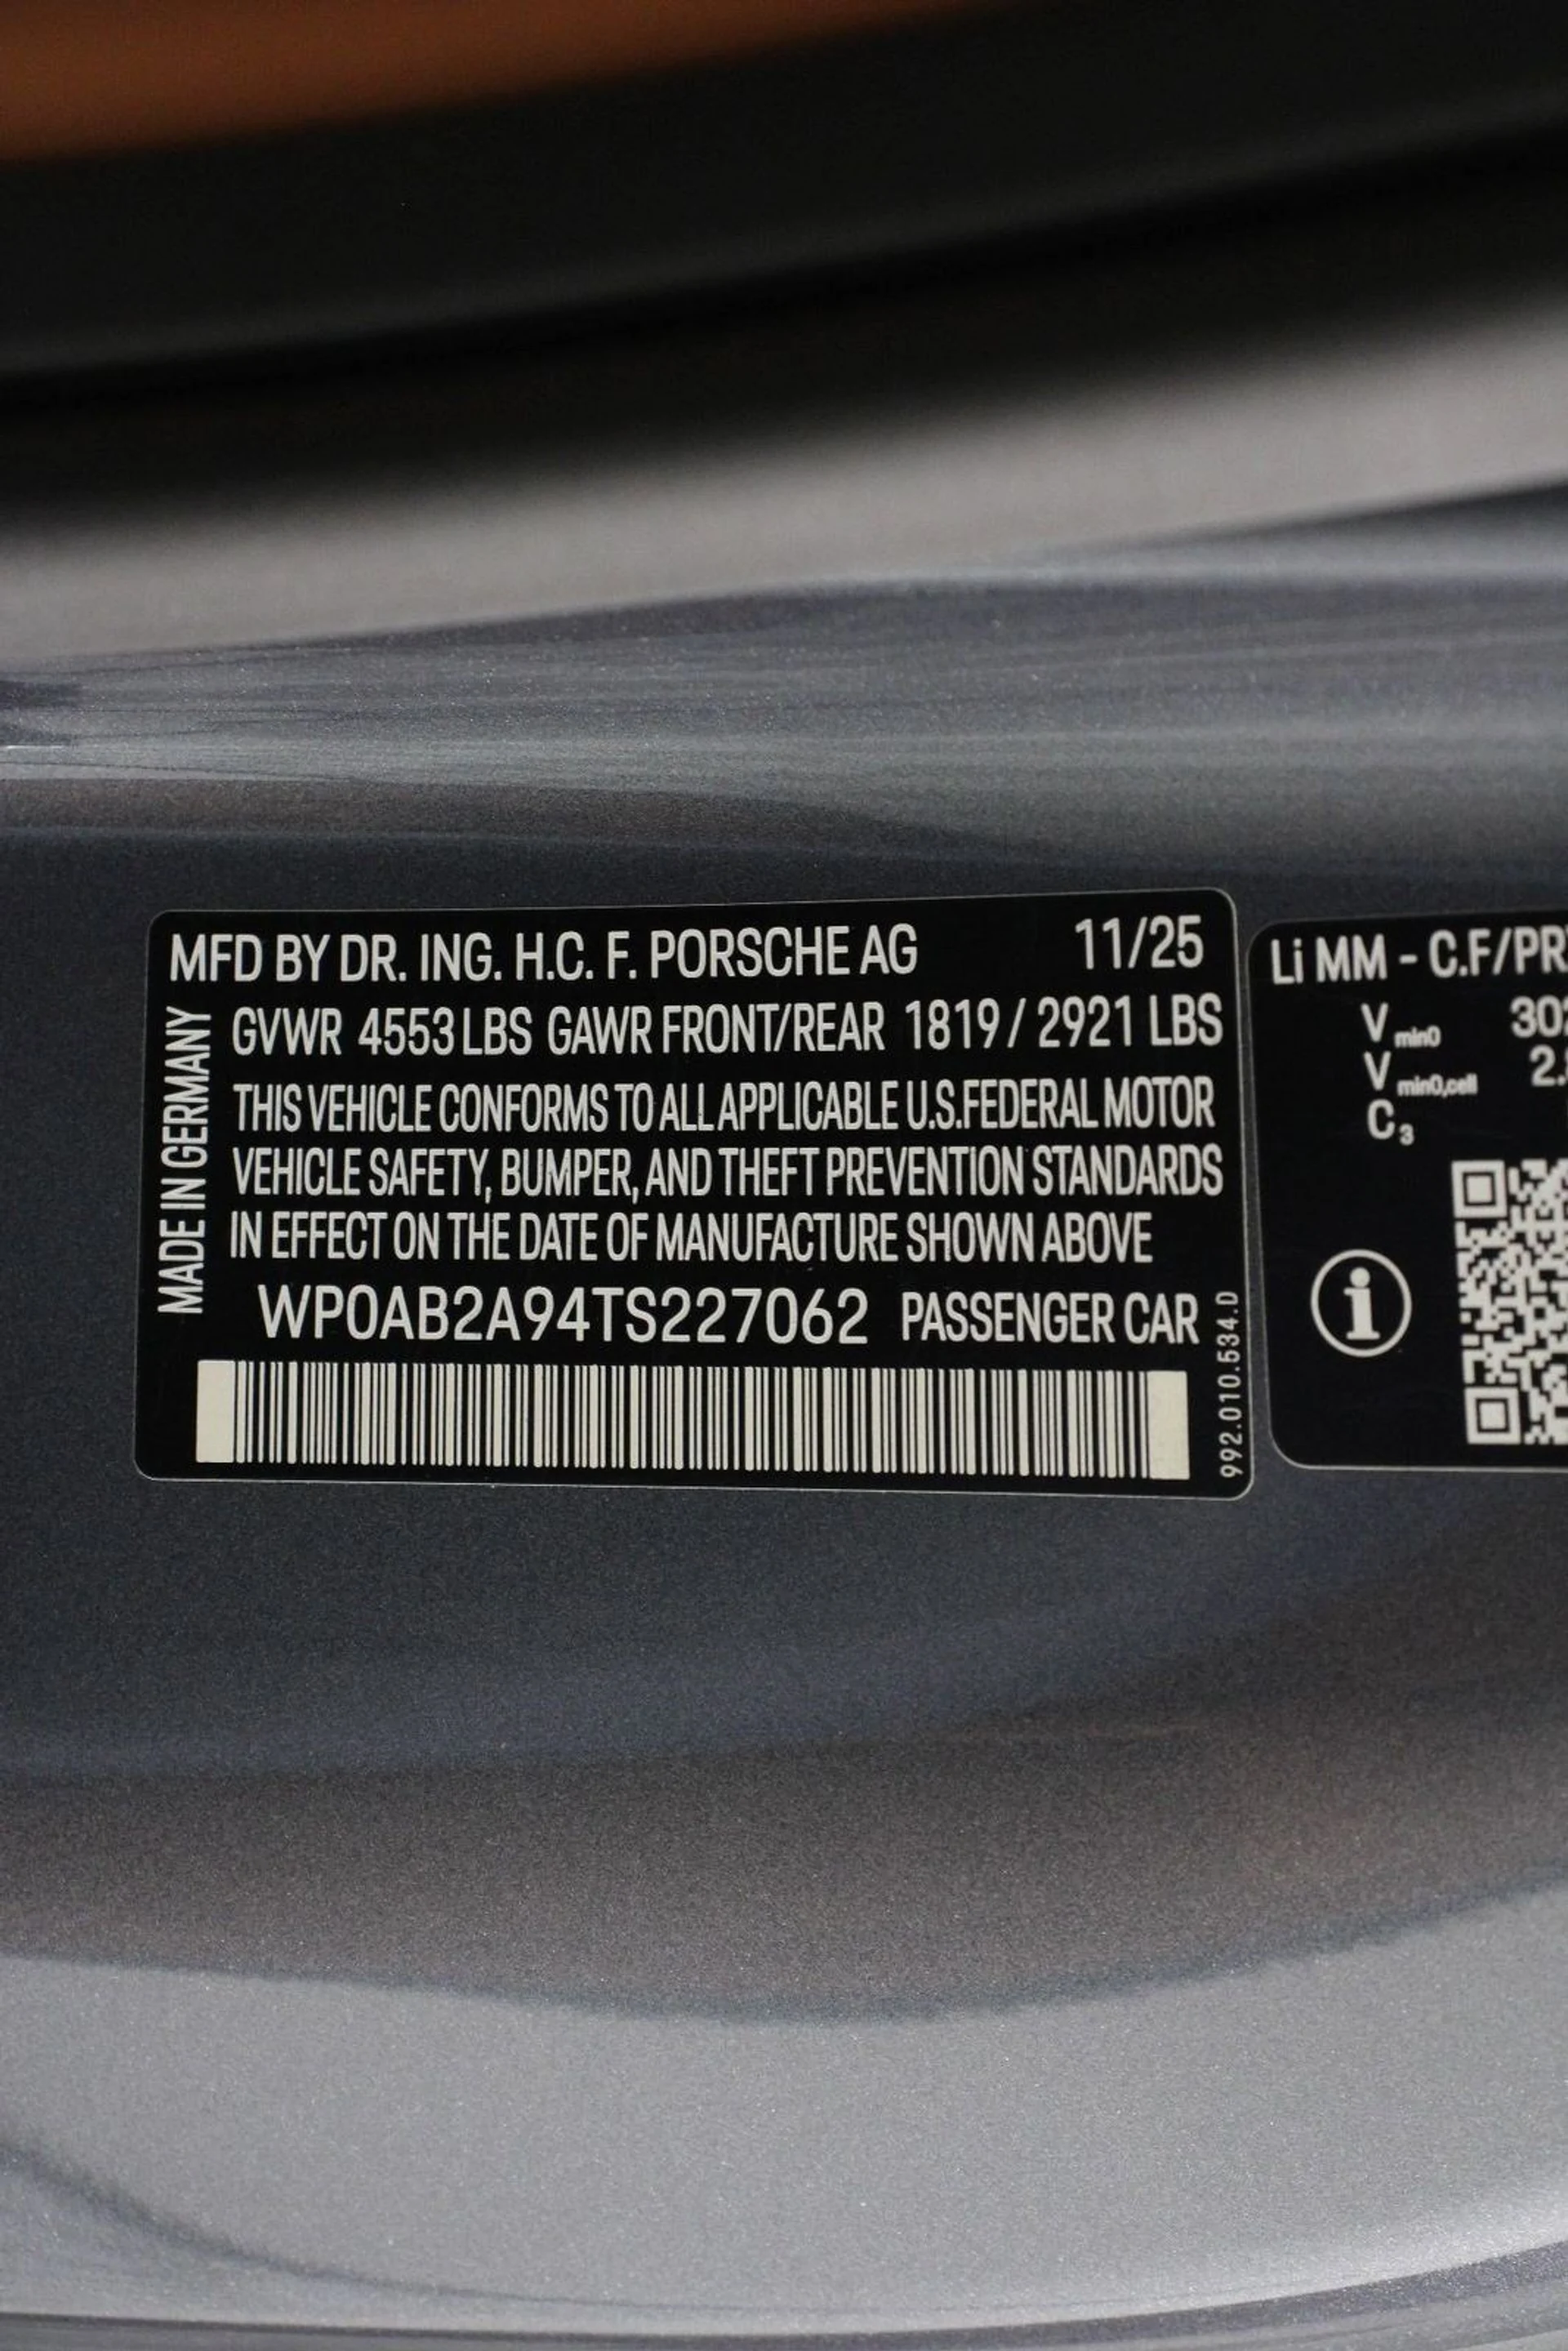 MFD BY DR. ING. H.C. F. PORSCHE AG 11/25
GVWR 4553 LBS GAWR FRONT/REAR 1819 / 2921 LBS
THIS VEHICLE CONFORMS TO ALL APPLICABLE U.S.FEDERAL MOTOR
VEHICLE SAFETY, BUMPER, AND THEFT PREVENTION STANDARDS
IN EFFECT ON THE DATE OF MANUFACTURE SHOWN ABOVE
WP0AB2A94TS227062 PASSENGER CAR
MADE IN GERMANY
992.010.534.D
Li MM - C.F/PR
V min0
V min0,cell
C 3
i